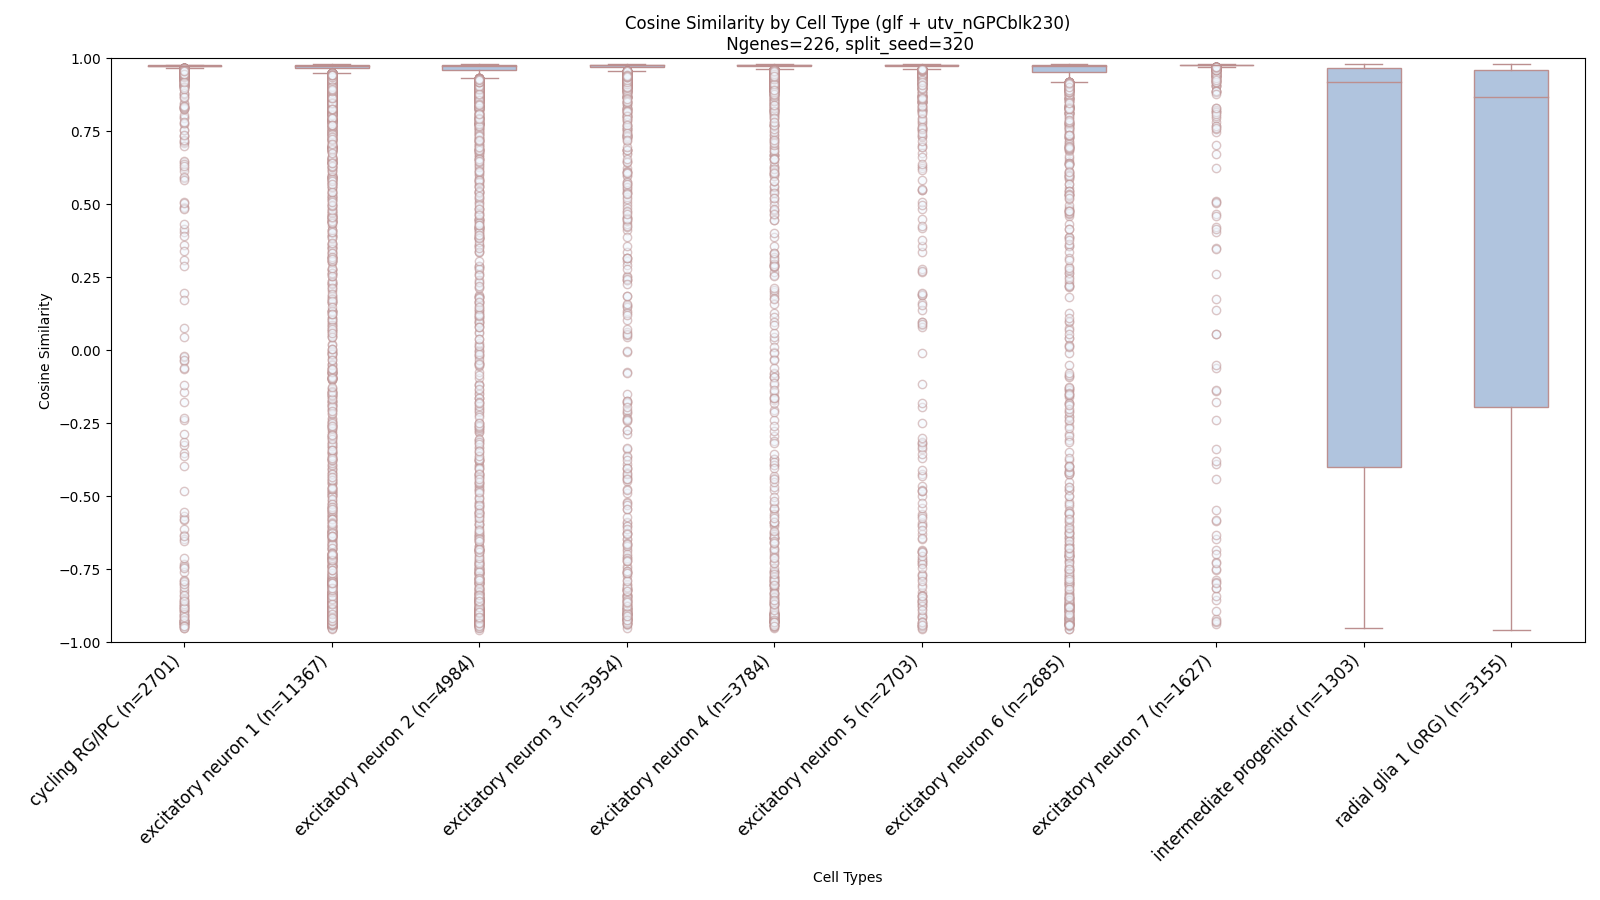 Cosine Similarity by Cell Type (glf + utv_nGPCblk230)
Ngenes=226, split_seed=320
1.00
0.75
0.50
0.25
0.00
−0.25
−0.50
−0.75
−1.00
Cosine Similarity
cycling RG/IPC (n=2701)
excitatory neuron 1 (n=11367)
excitatory neuron 2 (n=4984)
excitatory neuron 3 (n=3954)
excitatory neuron 4 (n=3784)
excitatory neuron 5 (n=2703)
excitatory neuron 6 (n=2685)
excitatory neuron 7 (n=1627)
intermediate progenitor (n=1303)
radial glia 1 (oRG) (n=3155)
Cell Types